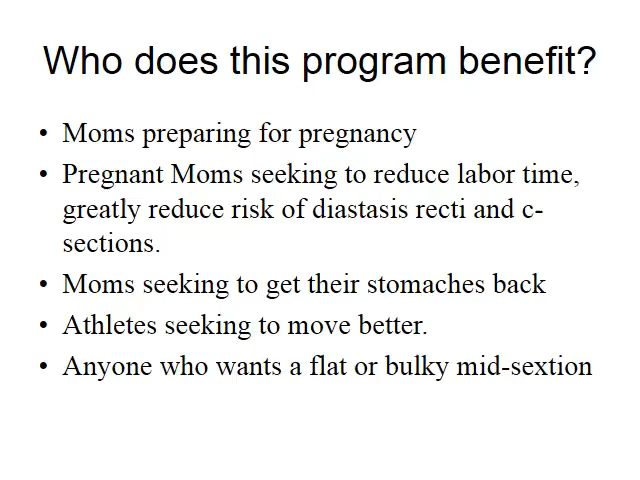 Who does this program benefit?
• Moms preparing for pregnancy
• Pregnant Moms seeking to reduce labor time,
greatly reduce risk of diastasis recti and c-
sections.
• Moms seeking to get their stomaches back
• Athletes seeking to move better.
• Anyone who wants a flat or bulky mid-sextion